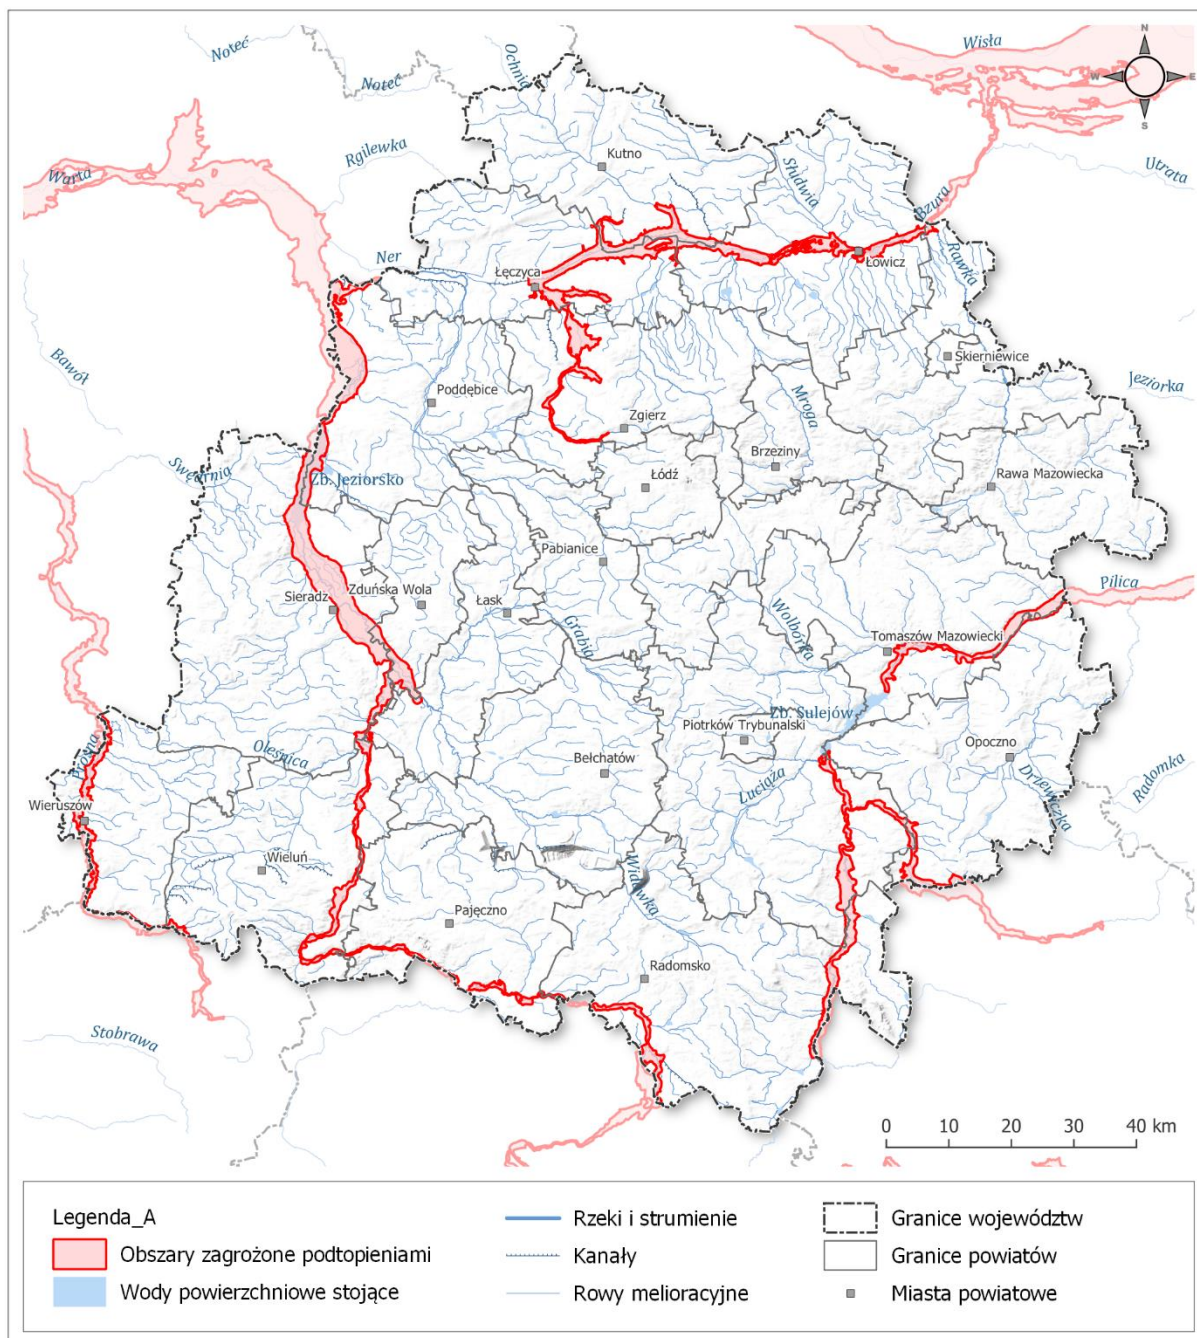 N
W
E
S
Noteć
Noteć
Ochnia
Wisła
Kutno
Rgilewka
Słudwia
Utrata
Warta
Bzura
Ner
Łęczyca
Łowicz
Rawka
Bawół
Skierniewice
Jeziorka
Poddębice
Mroga
Zgierz
Brzeziny
Swędrnia
Zb. Jeziorsko
Łódź
Rawa Mazowiecka
Pabianice
Pilica
Sieradz
Zduńska Wola
Łask
Grabia
Wolbórka
Tomaszów Mazowiecki
Zb. Sulejów
Piotrków Trybunalski
Prosna
Oleśnica
Bełchatów
Opoczno
Luciąża
Drzewiczka
Radomka
Wieruszów
Wieluń
Widawka
Pajęczno
Radomsko
Stobrawa
0 10 20 30 40 km
Legenda_A
Obszary zagrożone podtopieniami
Wody powierzchniowe stojące
Rzeki i strumienie
Kanały
Rowy melioracyjne
Granice województw
Granice powiatów
Miasta powiatowe